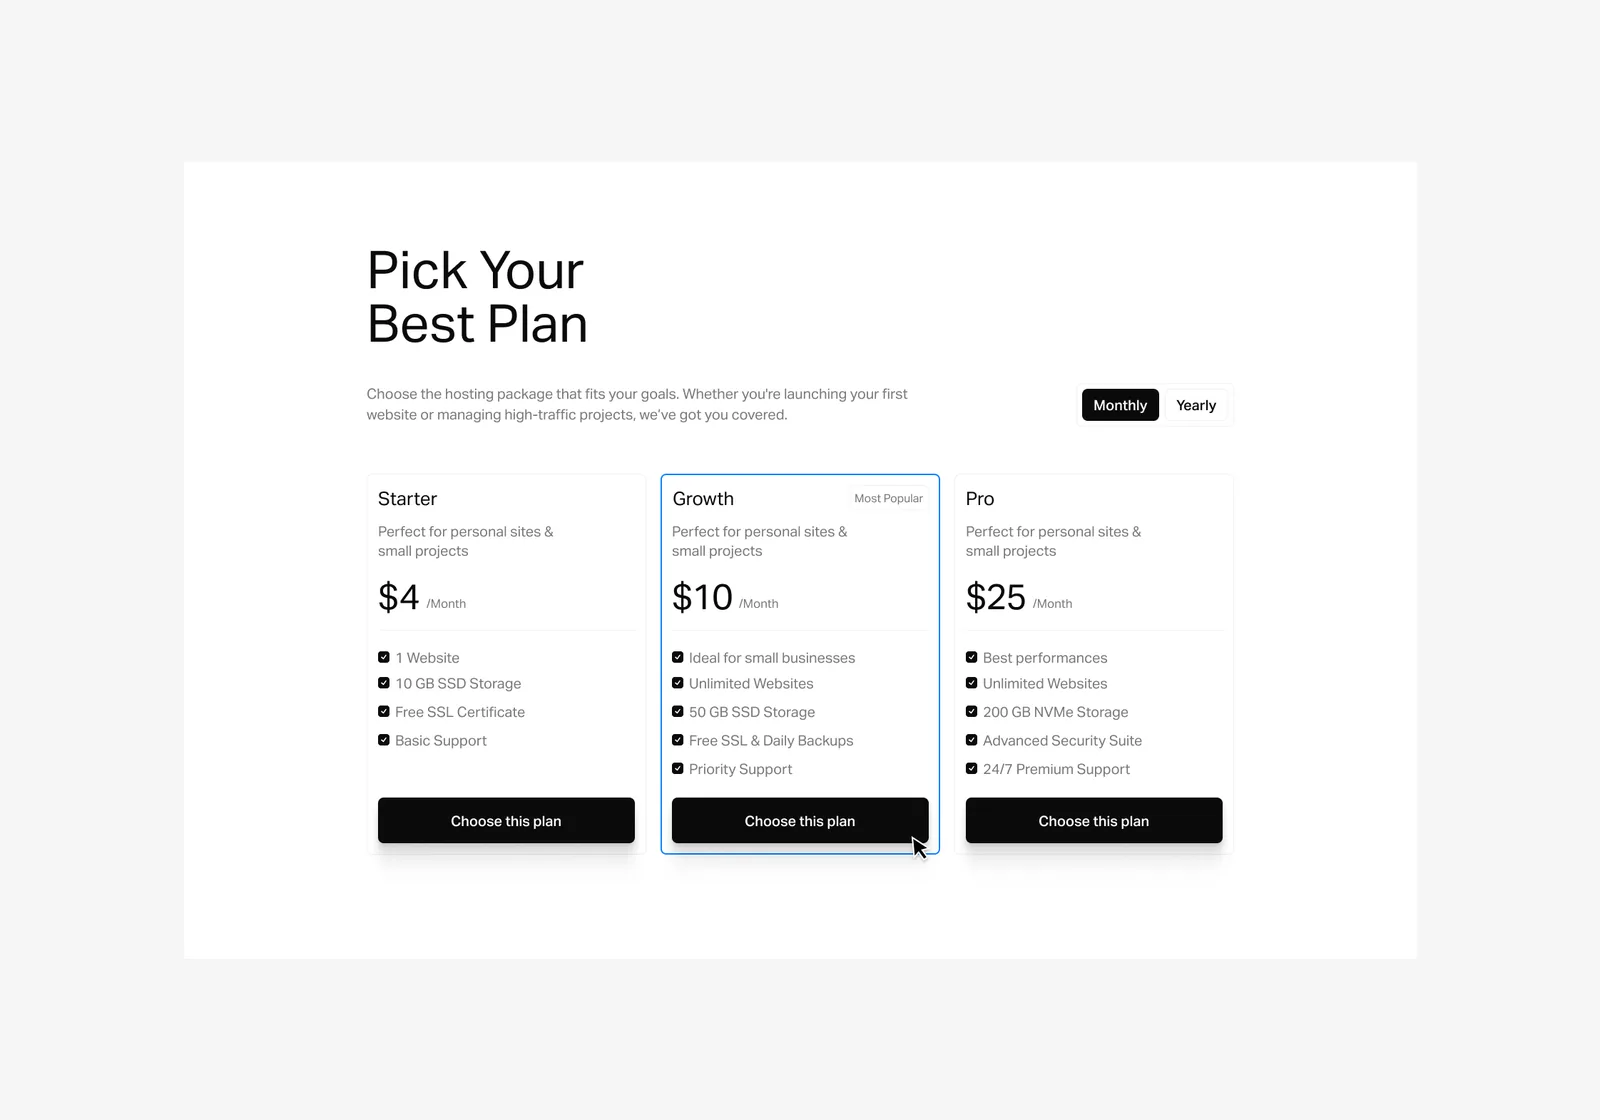 Pick Your
Best Plan
Choose the hosting package that fits your goals. Whether you're launching your first
website or managing high-traffic projects, we've got you covered.
Monthly
Yearly
Starter
Perfect for personal sites &
small projects
$4 /Month
1 Website
10 GB SSD Storage
Free SSL Certificate
Basic Support
Choose this plan
Growth
Most Popular
Perfect for personal sites &
small projects
$10 /Month
Ideal for small businesses
Unlimited Websites
50 GB SSD Storage
Free SSL & Daily Backups
Priority Support
Choose this plan
Pro
Perfect for personal sites &
small projects
$25 /Month
Best performances
Unlimited Websites
200 GB NVMe Storage
Advanced Security Suite
24/7 Premium Support
Choose this plan